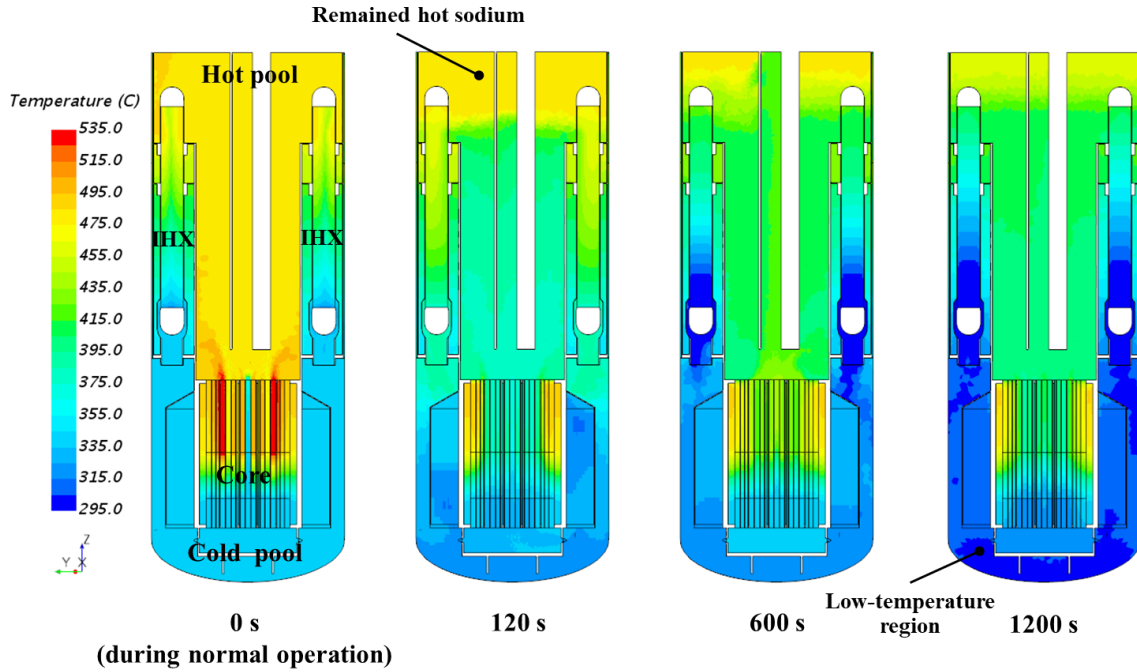 Remained hot sodium
Hot pool
Temperature (C)
535.0
515.0
495.0
475.0
455.0
435.0
415.0
395.0
375.0
355.0
335.0
315.0
295.0
IHX
IHX
Core
Cold pool
Z
Y
X
Low-temperature
region
0 s
(during normal operation)
120 s
600 s
1200 s